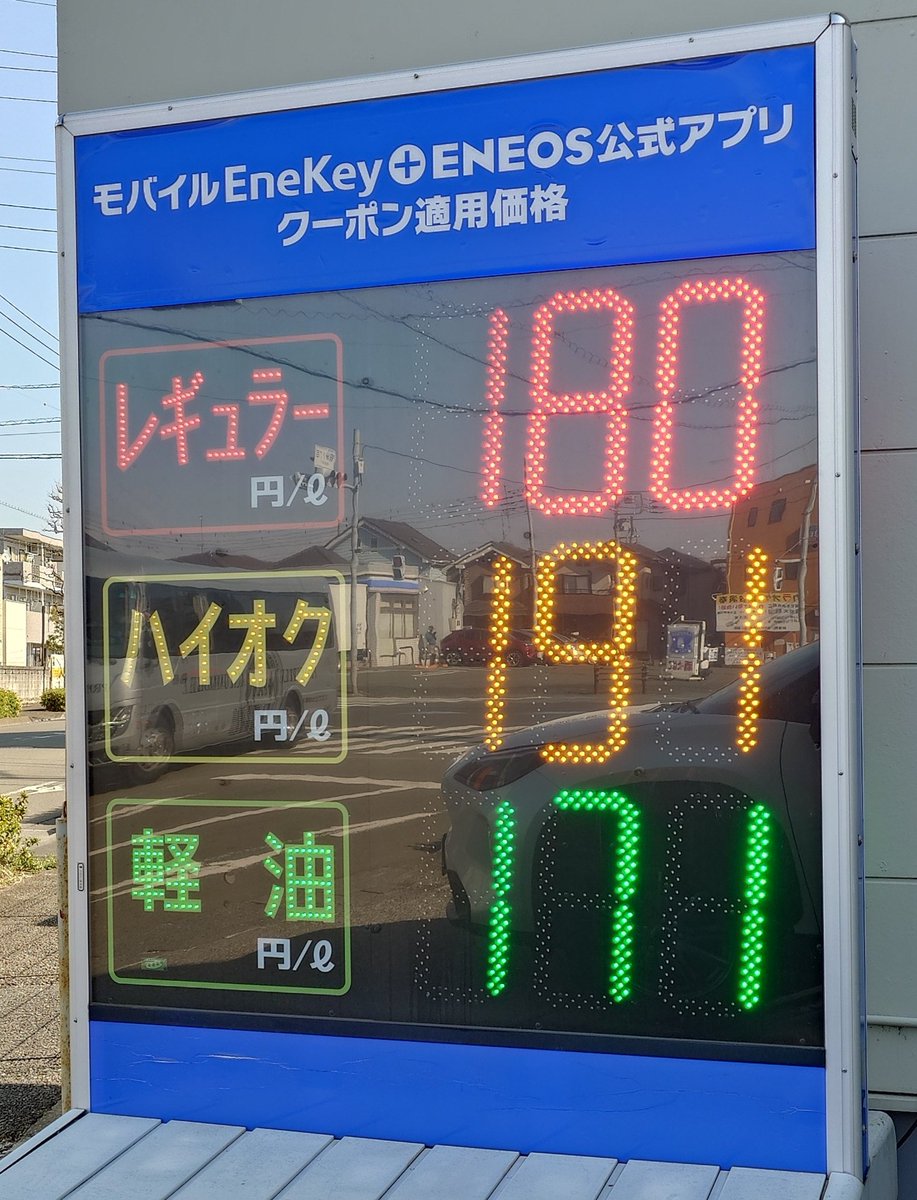 モバイルEneKey+ENEOS公式アプリ
クーポン適用価格
レギュラー 180
円/ℓ
ハイオク 191
円/ℓ
軽油 171
円/ℓ